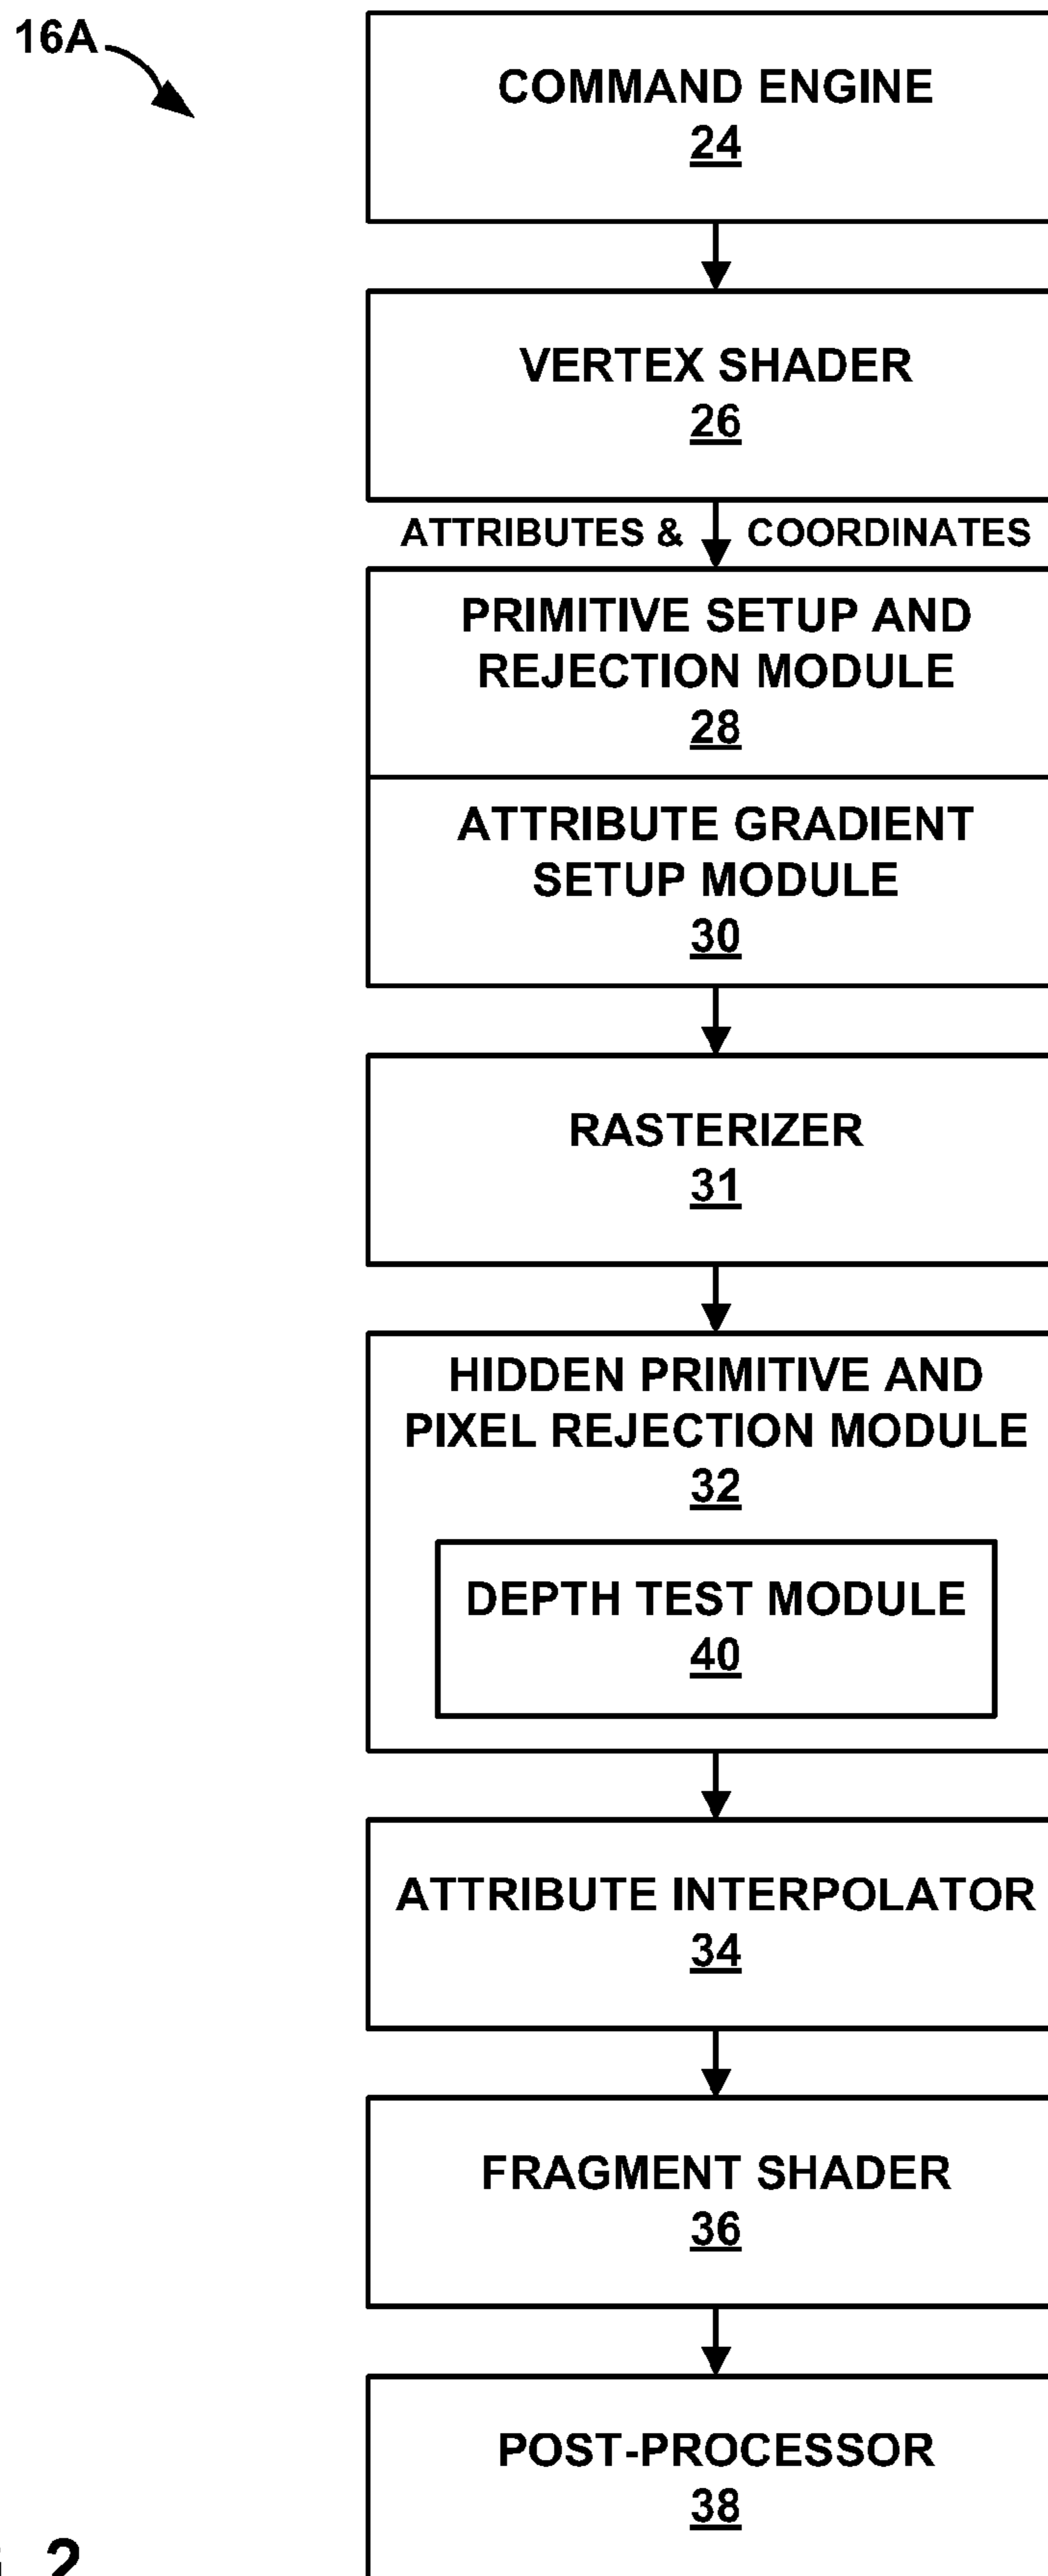 16A
COMMAND ENGINE
24
VERTEX SHADER
26
ATTRIBUTES & COORDINATES
PRIMITIVE SETUP AND
REJECTION MODULE
28
ATTRIBUTE GRADIENT
SETUP MODULE
30
RASTERIZER
31
HIDDEN PRIMITIVE AND
PIXEL REJECTION MODULE
32
DEPTH TEST MODULE
40
ATTRIBUTE INTERPOLATOR
34
FRAGMENT SHADER
36
POST-PROCESSOR
38
2